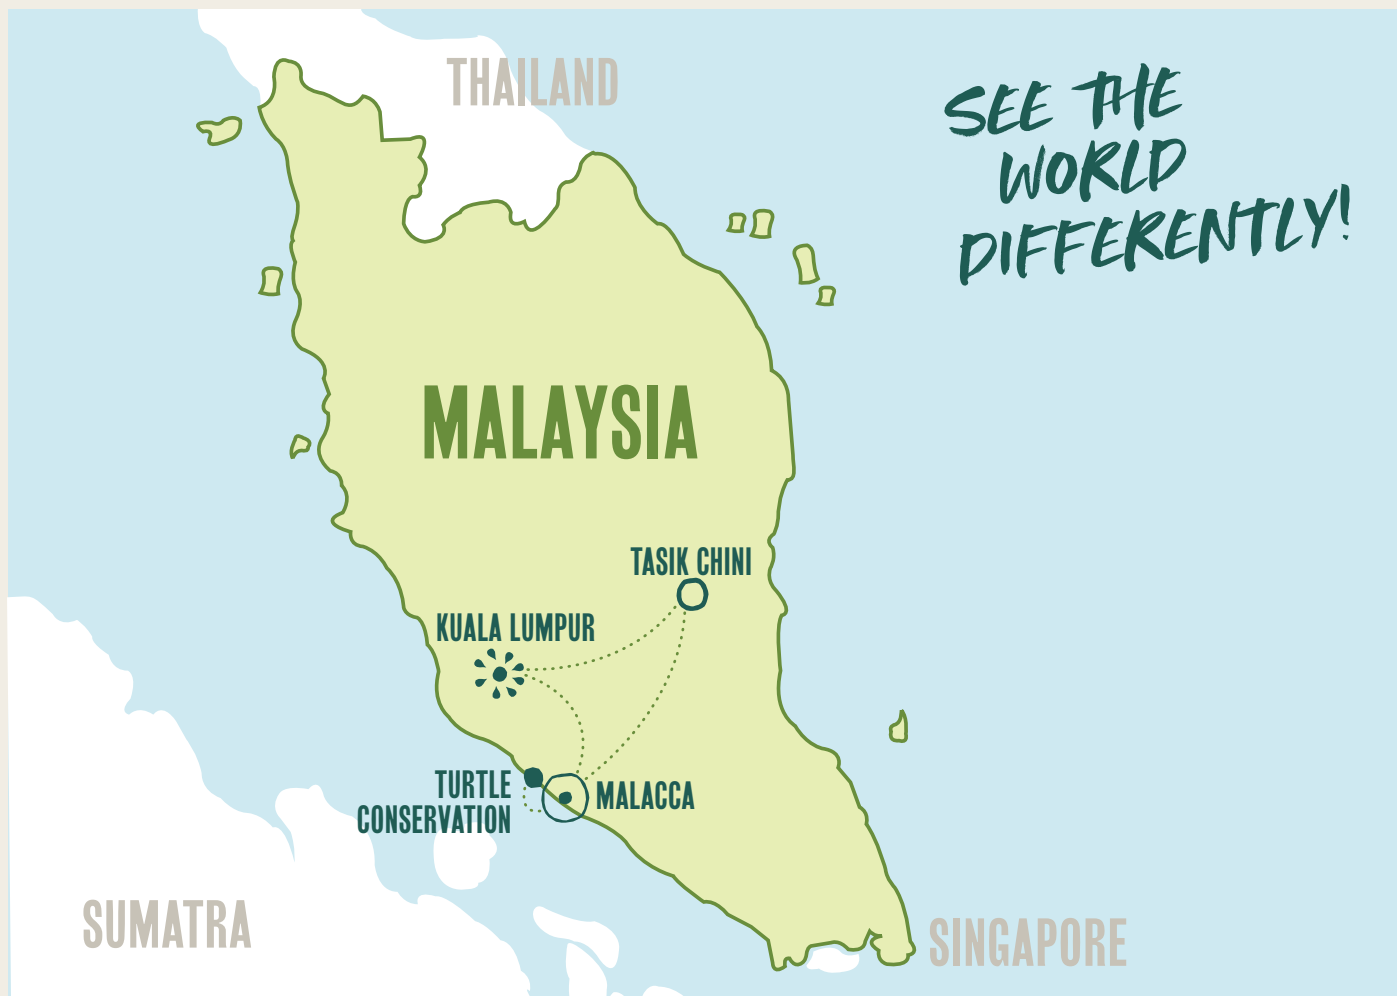 THAILAND
SEE THE
WORLD
DIFFERENTLY!
MALAYSIA
TASIK CHINI
KUALA LUMPUR
TURTLE
CONSERVATION
MALACCA
SUMATRA
SINGAPORE